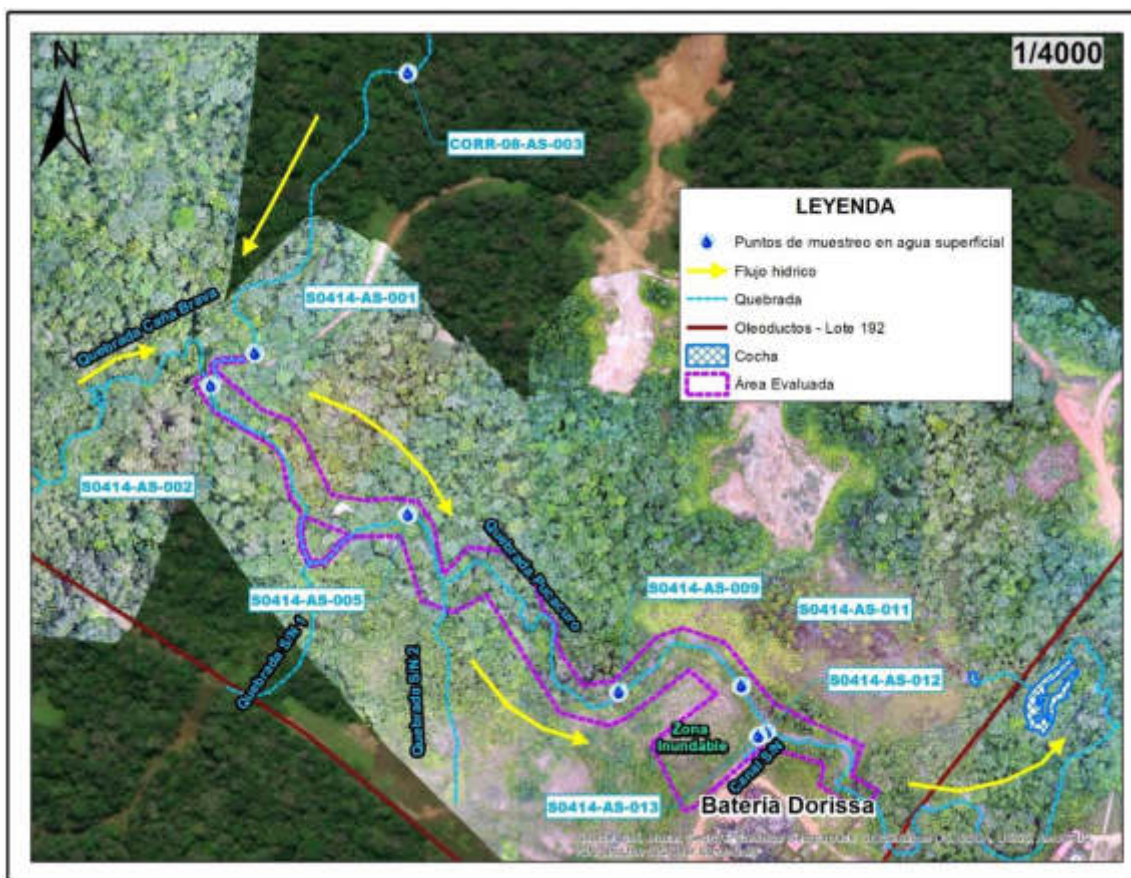 N
1/4000
CORR-08-AS-003
LEYENDA
Puntos de muestreo en agua superficial
Flujo hídrico
Quebrada
Oleoductos - Lote 192
Cocha
Área Evaluada
S0414-AS-001
Quebrada Caña Brava
S0414-AS-002
Quebrada
S0414-AS-009
S0414-AS-011
S0414-AS-005
S0414-AS-012
Quebrada S/N 1
Quebrada S/N 2
Zona
Inundable
Canal S/N
S0414-AS-013
Batería Dorissa